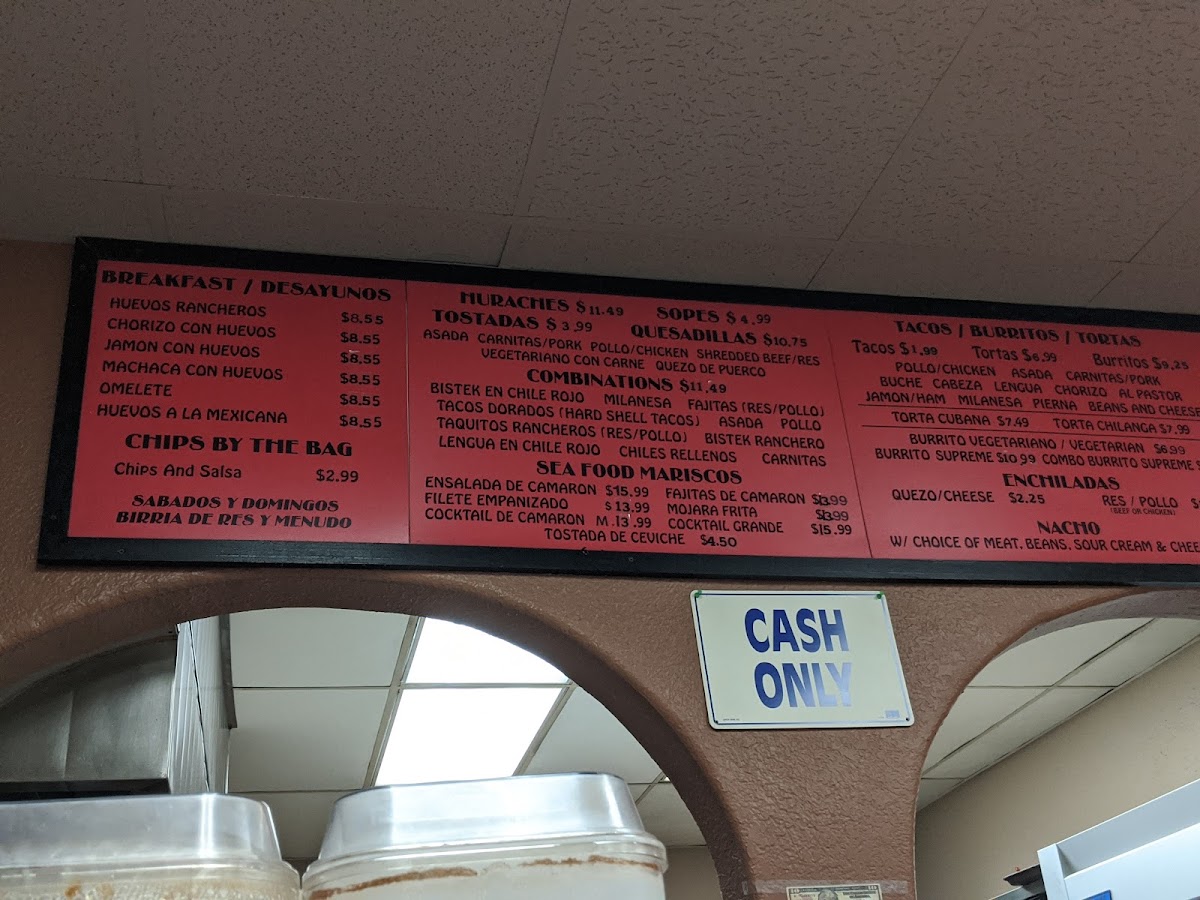 BREAKFAST / DESAYUNOS
HUEVOS RANCHEROS $8.55
CHORIZO CON HUEVOS $8.55
JAMON CON HUEVOS $8.55
MACHACA CON HUEVOS $8.55
OMELETE $8.55
HUEVOS A LA MEXICANA $8.55
CHIPS BY THE BAG
Chips And Salsa $2.99
SABADOS Y DOMINGOS
BIRRIA DE RES Y MENUDO
HURACHES $11.49 SOPES $4.99
TOSTADAS $3.99 QUESADILLAS $10.75
ASADA CARNITAS/PORK POLLO/CHICKEN SHREDDED BEEF/RES
VEGETARIANO CON CARNE QUEZO DE PUERCO
COMBINATIONS $11.49
BISTEK EN CHILE ROJO MILANESA FAJITAS (RES/POLLO)
TACOS DORADOS (HARD SHELL TACOS) ASADA POLLO
TAQUITOS RANCHEROS (RES/POLLO) BISTEK RANCHERO
LENGUA EN CHILE ROJO CHILES RELLENOS CARNITAS
SEA FOOD MARISCOS
ENSALADA DE CAMARON $15.99 FAJITAS DE CAMARON $13.99
FILETE EMPANIZADO $13.99 MOJARA FRITA $13.99
COCKTAIL DE CAMARON M.13.99 COCKTAIL GRANDE $15.99
TOSTADA DE CEVICHE $4.50
TACOS / BURRITOS / TORTAS
Tacos $1.99 Tortas $6.99 Burritos $9.25
POLLO/CHICKEN ASADA CARNITAS/PORK
BUCHE CABEZA LENGUA CHORIZO AL PASTOR
JAMON/HAM MILANESA PIERNA BEANS AND CHEESE
TORTA CUBANA $7.49 TORTA CHILANGA $7.99
BURRITO VEGETARIANO / VEGETARIAN $6.99
BURRITO SUPREME $10.99 COMBO BURRITO SUPREME $
ENCHILADAS
QUEZO/CHEESE $2.25 RES / POLLO $
(BEEF OR CHICKEN)
NACHO
W/ CHOICE OF MEAT, BEANS, SOUR CREAM & CHEE
CASH
ONLY